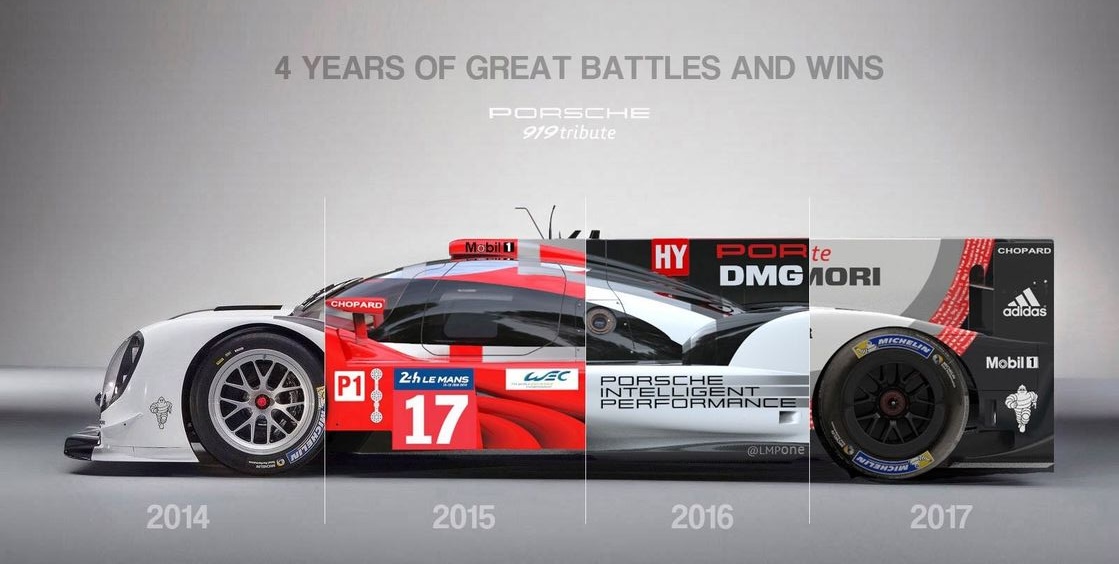 4 YEARS OF GREAT BATTLES AND WINS
PORSCHE
919 tribute
Mobil 1
CHOPARD
P1
24h LE MANS
WEC
17
HY
PORte
DMG MORI
PORSCHE
INTELLIGENT
PERFORMANCE
@LMPone
CHOPARD
adidas
Mobil 1
MICHELIN
MICHELIN
MICHELIN
2014
2015
2016
2017